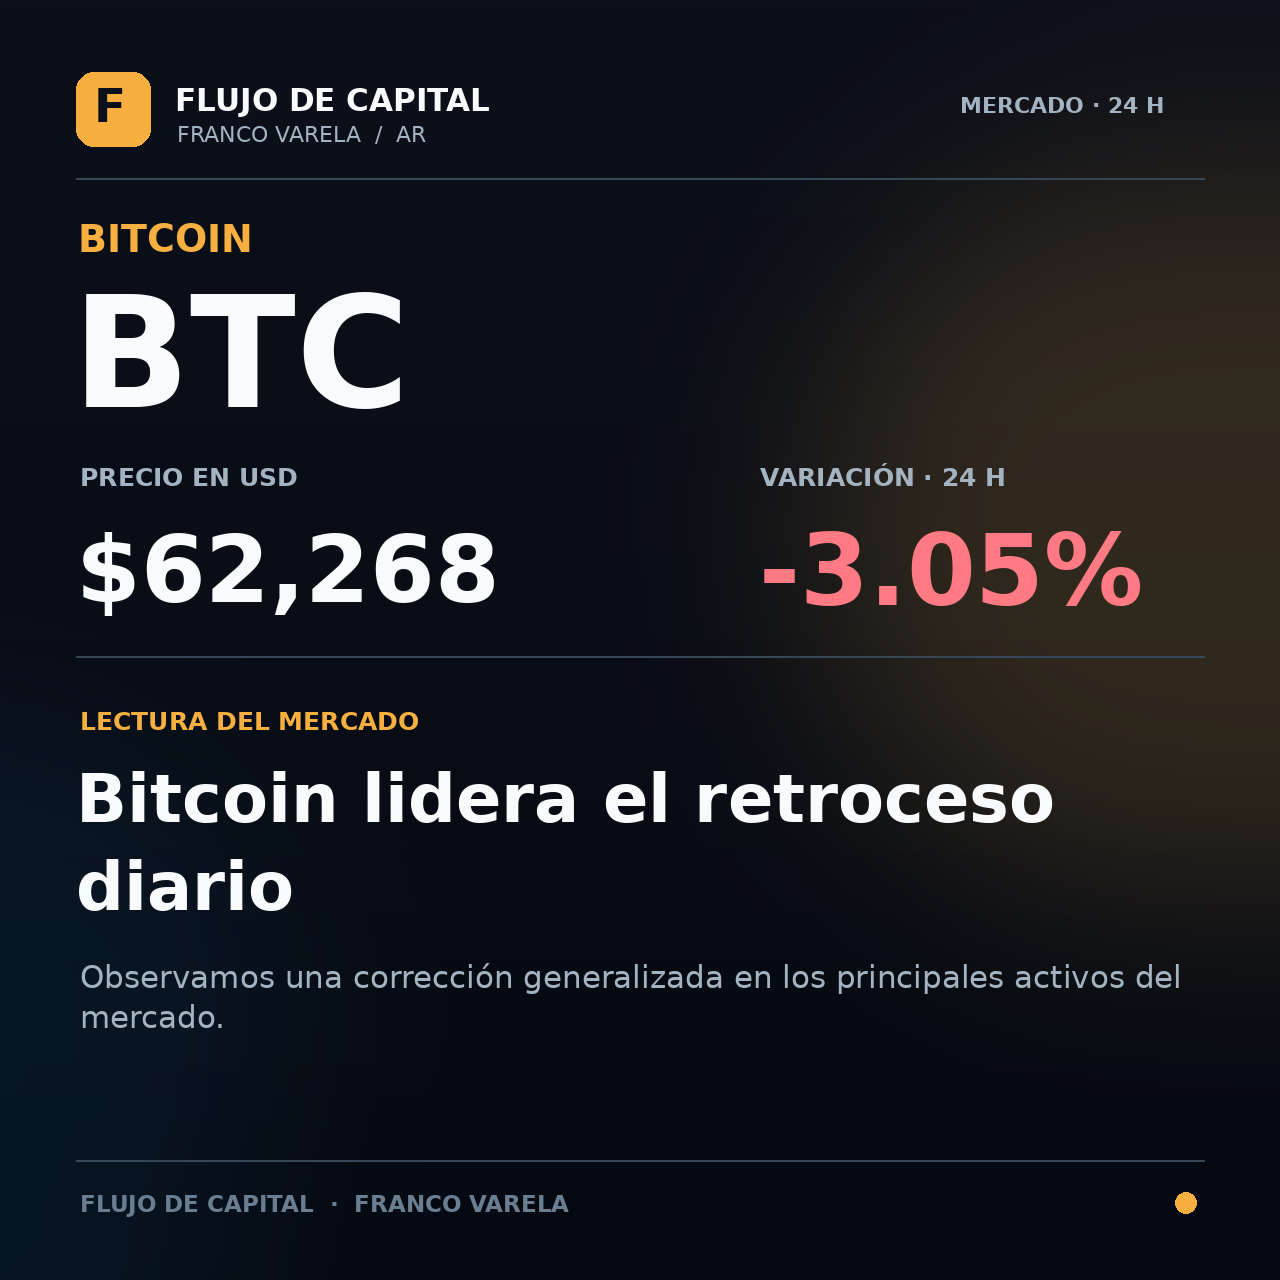 F
FLUJO DE CAPITAL
FRANCO VARELA / AR
MERCADO · 24 H
BITCOIN
BTC
PRECIO EN USD
$62,268
VARIACIÓN · 24 H
-3.05%
LECTURA DEL MERCADO
Bitcoin lidera el retroceso
diario
Observamos una corrección generalizada en los principales activos del
mercado.
FLUJO DE CAPITAL · FRANCO VARELA